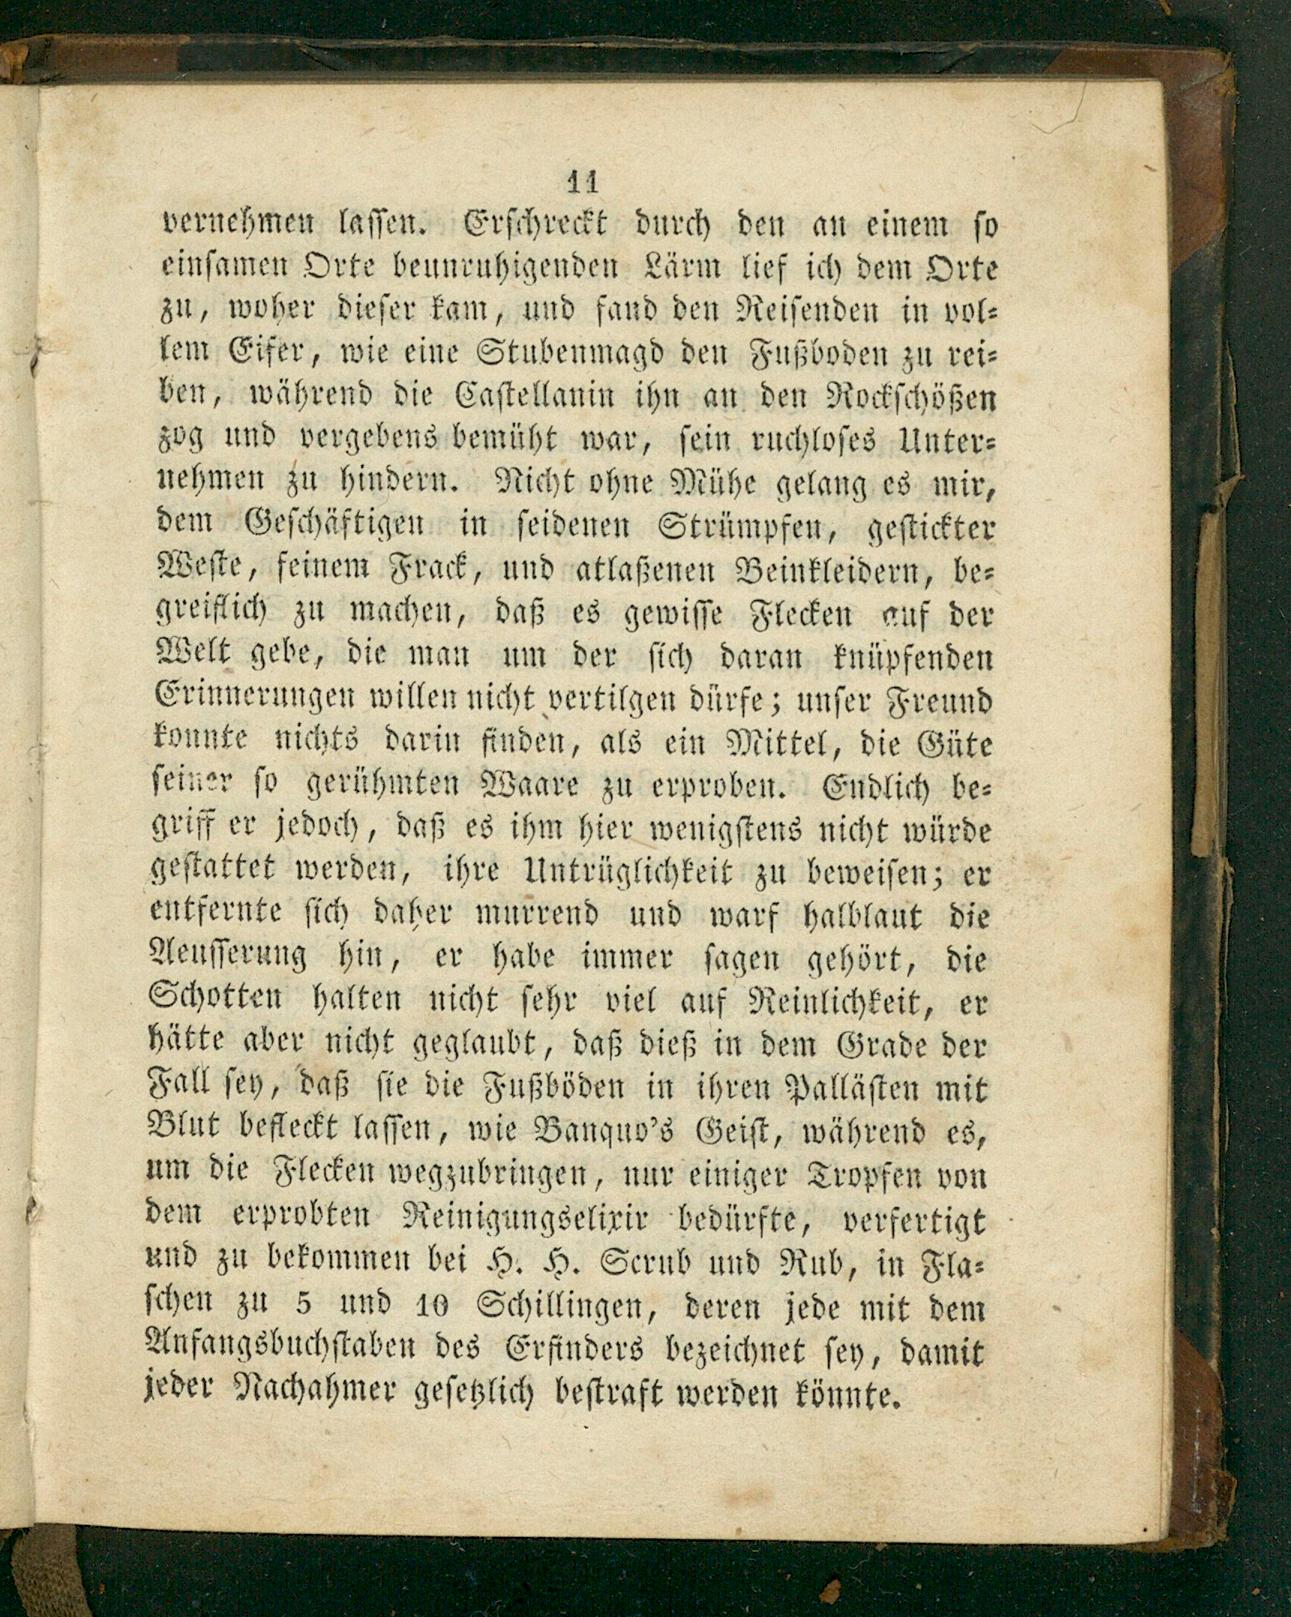 11
vernehmen lassen. Erschreckt durch den an einem so
einsamen Orte beunruhigenden Lärm lief ich dem Orte
zu, woher dieser kam, und fand den Reisenden in vol-
lem Eifer, wie eine Stubenmagd den Fußboden zu rei-
ben, während die Castellanin ihn an den Rockschößen
zog und vergebens bemüht war, sein ruchloses Unter-
nehmen zu hindern. Nicht ohne Mühe gelang es mir,
dem Geschäftigen in seidenen Strümpfen, gestickter
Weste, feinem Frack, und atlaßenen Beinkleidern, be-
greiflich zu machen, daß es gewisse Flecken auf der
Welt gebe, die man um der sich daran knüpfenden
Erinnerungen willen nicht vertilgen dürfe; unser Freund
konnte nichts darin finden, als ein Mittel, die Güte
seiner so gerühmten Waare zu erproben. Endlich be-
griff er jedoch, daß es ihm hier wenigstens nicht würde
gestattet werden, ihre Untrüglichkeit zu beweisen; er
entfernte sich daher murrend und warf halblaut die
Aeusserung hin, er habe immer sagen gehört, die
Schotten halten nicht sehr viel auf Reinlichkeit, er
hätte aber nicht geglaubt, daß dieß in dem Grade der
Fall sey, daß sie die Fußböden in ihren Pallästen mit
Blut befleckt lassen, wie Banquo's Geist, während es,
um die Flecken wegzubringen, nur einiger Tropfen von
dem erprobten Reinigungselixir bedürfte, verfertigt
und zu bekommen bei H. H. Scrub und Rub, in Fla-
schen zu 5 und 10 Schillingen, deren jede mit dem
Anfangsbuchstaben des Erfinders bezeichnet sey, damit
jeder Nachahmer gesetzlich bestraft werden könnte.